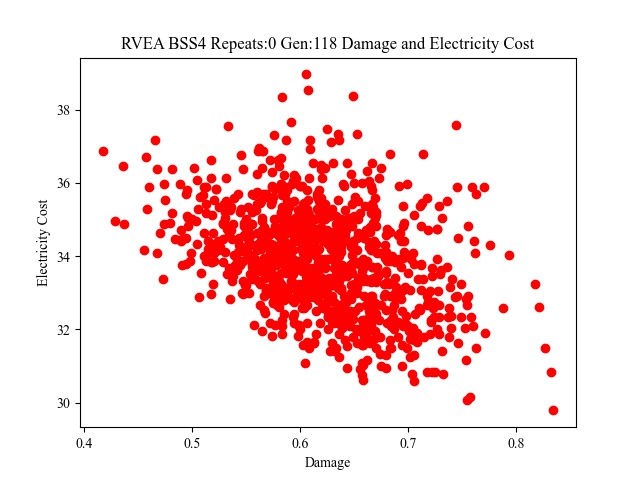 RVEA BSS4 Repeats:0 Gen:118 Damage and Electricity Cost
38
36
34
32
30
Electricity Cost
0.4 0.5 0.6 0.7 0.8
Damage